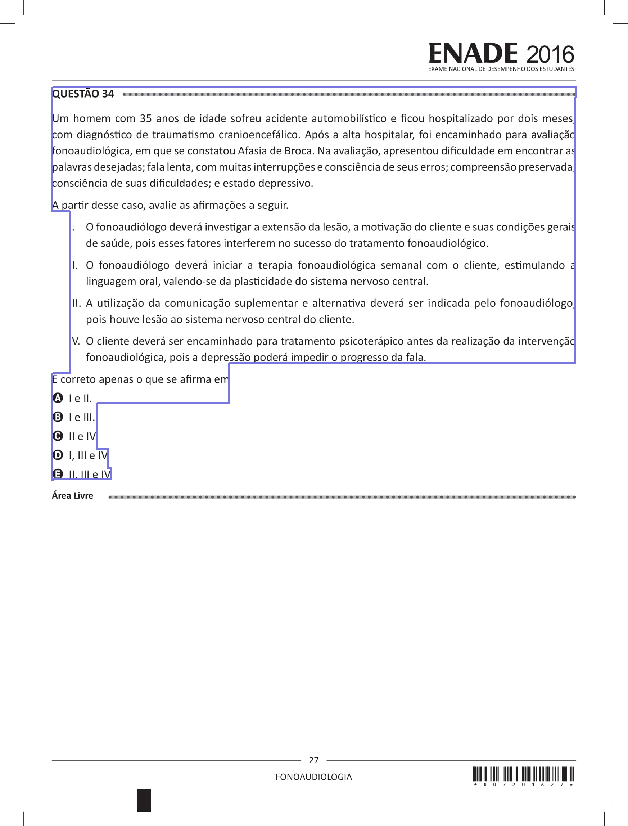 ENADE 2016
EXAME NACIONAL DE DESEMPENHO DOS ESTUDANTES
QUESTÃO 34
Um homem com 35 anos de idade sofreu acidente automobilístico e ficou hospitalizado por dois meses,
com diagnóstico de traumatismo cranioencefálico. Após a alta hospitalar, foi encaminhado para avaliação
fonoaudiológica, em que se constatou Afasia de Broca. Na avaliação, apresentou dificuldade em encontrar as
palavras desejadas; fala lenta, com muitas interrupções e consciência de seus erros; compreensão preservada;
consciência de suas dificuldades; e estado depressivo.
A partir desse caso, avalie as afirmações a seguir.
. O fonoaudiólogo deverá investigar a extensão da lesão, a motivação do cliente e suas condições gerais
de saúde, pois esses fatores interferem no sucesso do tratamento fonoaudiológico.
I. O fonoaudiólogo deverá iniciar a terapia fonoaudiológica semanal com o cliente, estimulando a
linguagem oral, valendo-se da plasticidade do sistema nervoso central.
II. A utilização da comunicação suplementar e alternativa deverá ser indicada pelo fonoaudiólogo,
pois houve lesão ao sistema nervoso central do cliente.
V. O cliente deverá ser encaminhado para tratamento psicoterápico antes da realização da intervenção
fonoaudiológica, pois a depressão poderá impedir o progresso da fala.
É correto apenas o que se afirma em
A I e II.
B I e III.
C II e IV
D I, III e IV
E II, III e IV
Área Livre
27
FONOAUDIOLOGIA